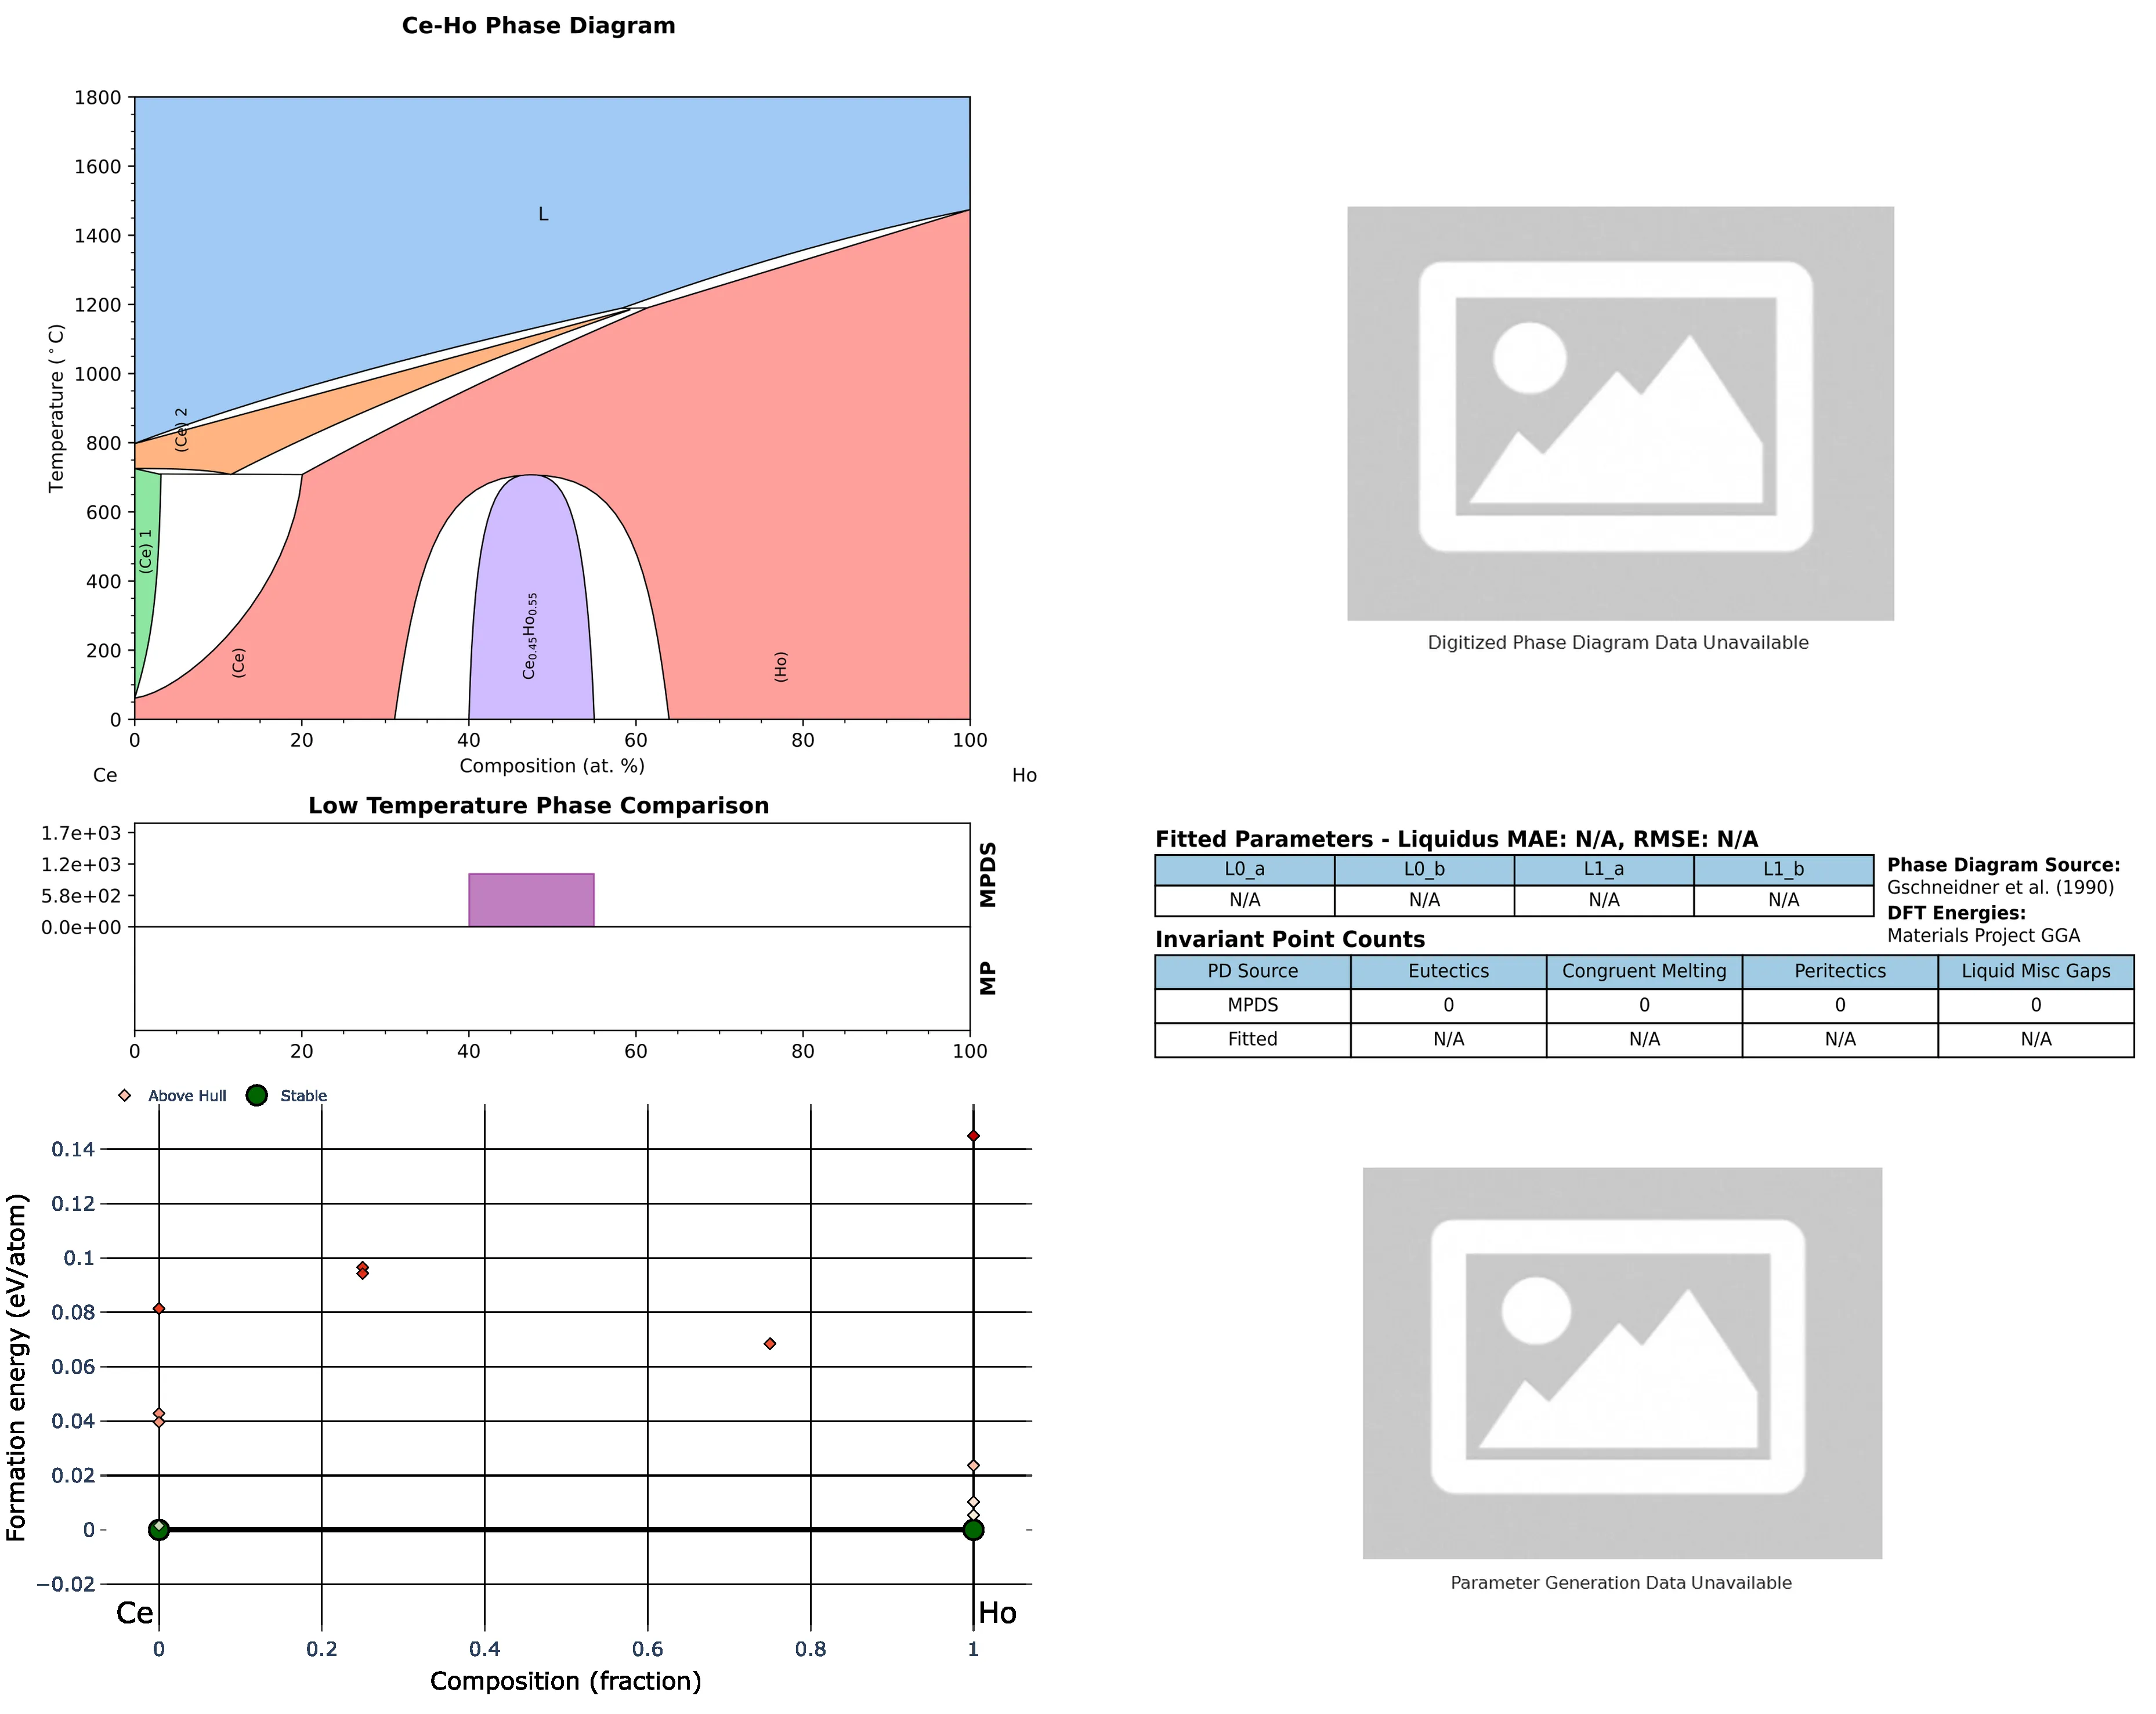 Ce-Ho Phase Diagram
1800
1600
1400
1200
1000
800
600
400
200
0
Temperature (°C)
L
(Ce) 2
(Ce) 1
(Ce)
Ce0.45Ho0.55
(Ho)
0 20 40 60 80 100
Composition (at. %)
Ce Ho
Digitized Phase Diagram Data Unavailable
Low Temperature Phase Comparison
1.7e+03
1.2e+03
5.8e+02
0.0e+00
MPDS
MP
0 20 40 60 80 100
Fitted Parameters - Liquidus MAE: N/A, RMSE: N/A
L0_a L0_b L1_a L1_b
N/A N/A N/A N/A
Phase Diagram Source:
Gschneidner et al. (1990)
DFT Energies:
Materials Project GGA
Invariant Point Counts
PD Source Eutectics Congruent Melting Peritectics Liquid Misc Gaps
MPDS 0 0 0 0
Fitted N/A N/A N/A N/A
Above Hull Stable
0.14
0.12
0.1
0.08
0.06
0.04
0.02
0
−0.02
Formation energy (eV/atom)
Ce Ho
0 0.2 0.4 0.6 0.8 1
Composition (fraction)
Parameter Generation Data Unavailable